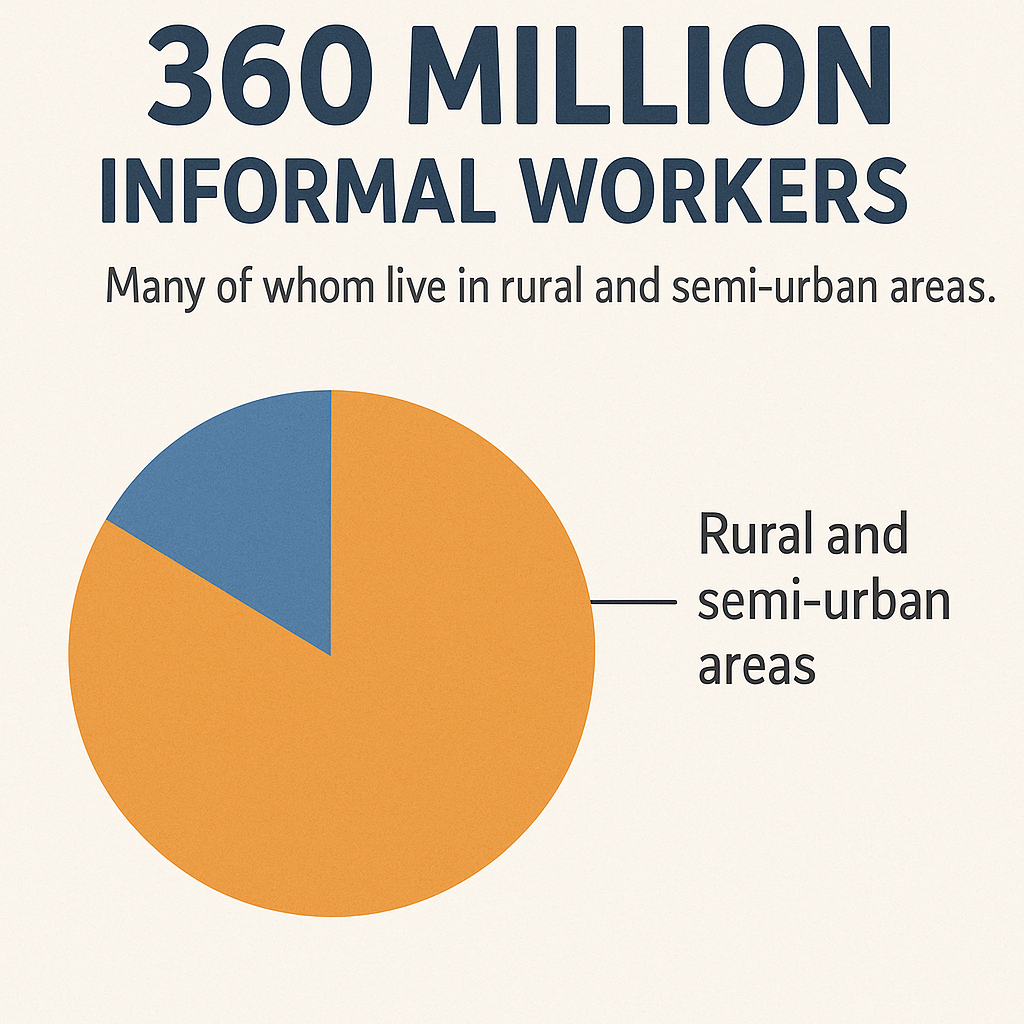 360 MILLION
INFORMAL WORKERS
Many of whom live in rural and semi-urban areas.
Rural and
semi-urban
areas